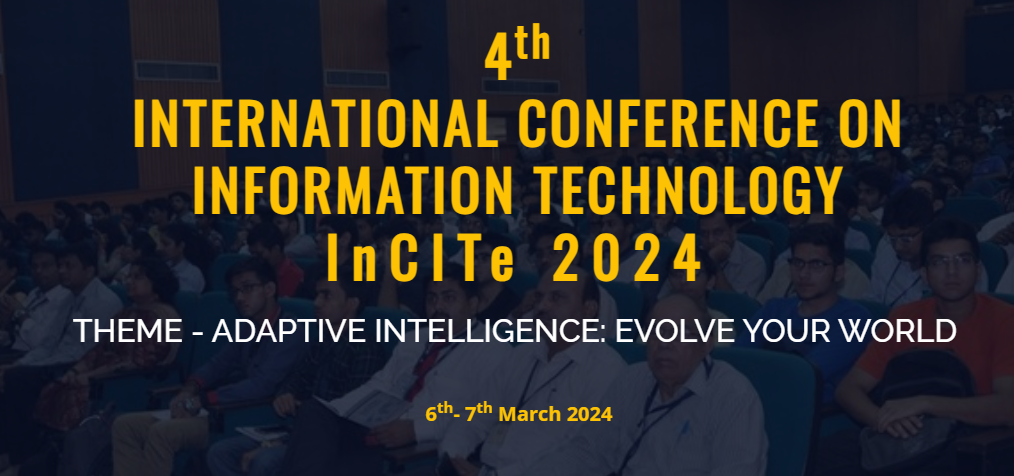 4th
INTERNATIONAL CONFERENCE ON
INFORMATION TECHNOLOGY
InCITe 2024
THEME - ADAPTIVE INTELLIGENCE: EVOLVE YOUR WORLD
6th- 7th March 2024